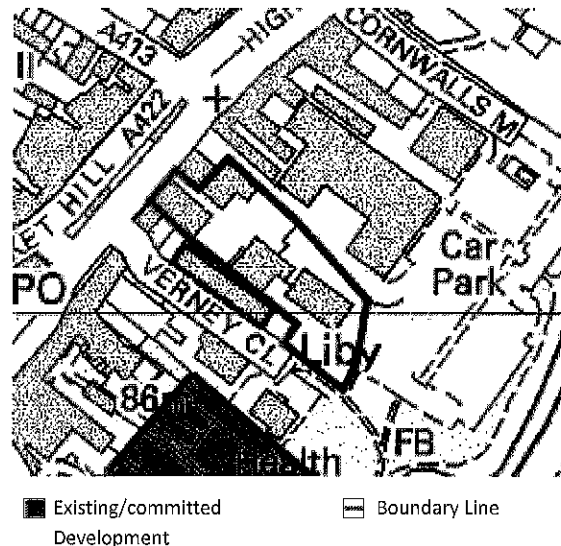 A413
HIGH
CORNWALLS M
A422
KET HILL
Car
Park
PO
VERNEY CL
Liby
86m
FB
Health
Existing/committed
Development
Boundary Line